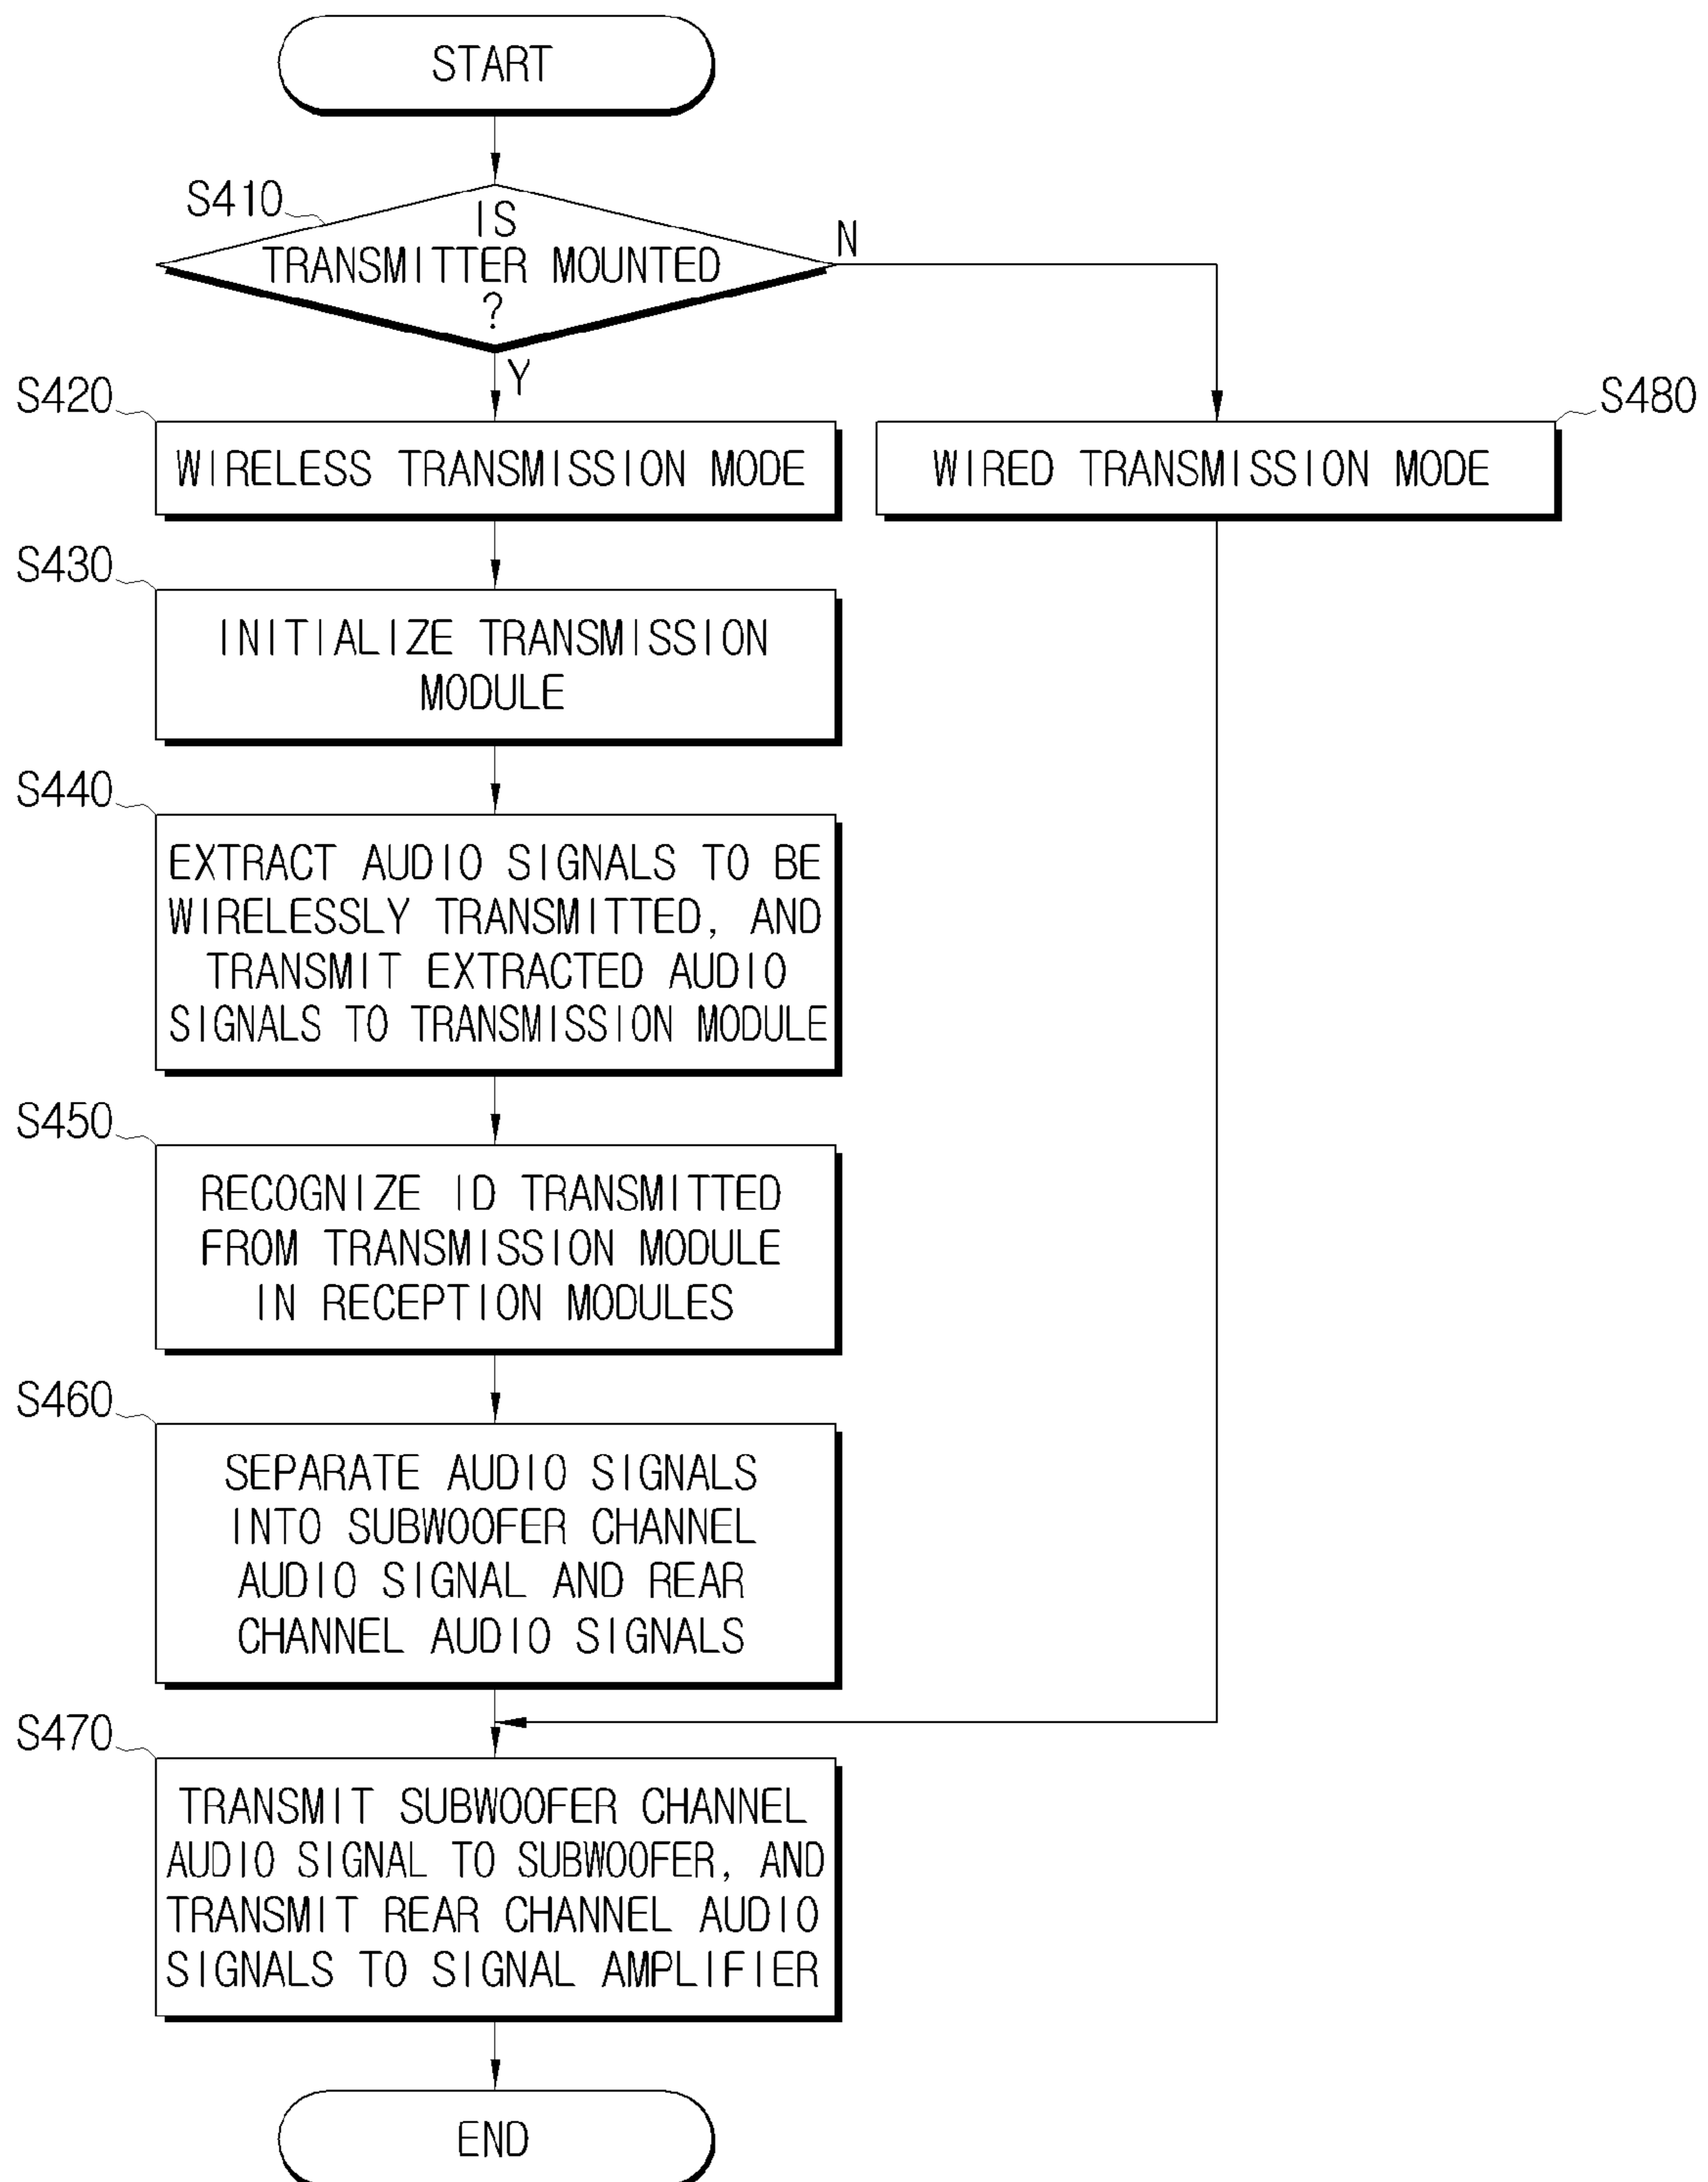 START
S410
IS
TRANSMITTER MOUNTED
?
N
Y
S420
WIRELESS TRANSMISSION MODE
S480
WIRED TRANSMISSION MODE
S430
INITIALIZE TRANSMISSION
MODULE
S440
EXTRACT AUDIO SIGNALS TO BE
WIRELESSLY TRANSMITTED, AND
TRANSMIT EXTRACTED AUDIO
SIGNALS TO TRANSMISSION MODULE
S450
RECOGNIZE ID TRANSMITTED
FROM TRANSMISSION MODULE
IN RECEPTION MODULES
S460
SEPARATE AUDIO SIGNALS
INTO SUBWOOFER CHANNEL
AUDIO SIGNAL AND REAR
CHANNEL AUDIO SIGNALS
S470
TRANSMIT SUBWOOFER CHANNEL
AUDIO SIGNAL TO SUBWOOFER, AND
TRANSMIT REAR CHANNEL AUDIO
SIGNALS TO SIGNAL AMPLIFIER
END